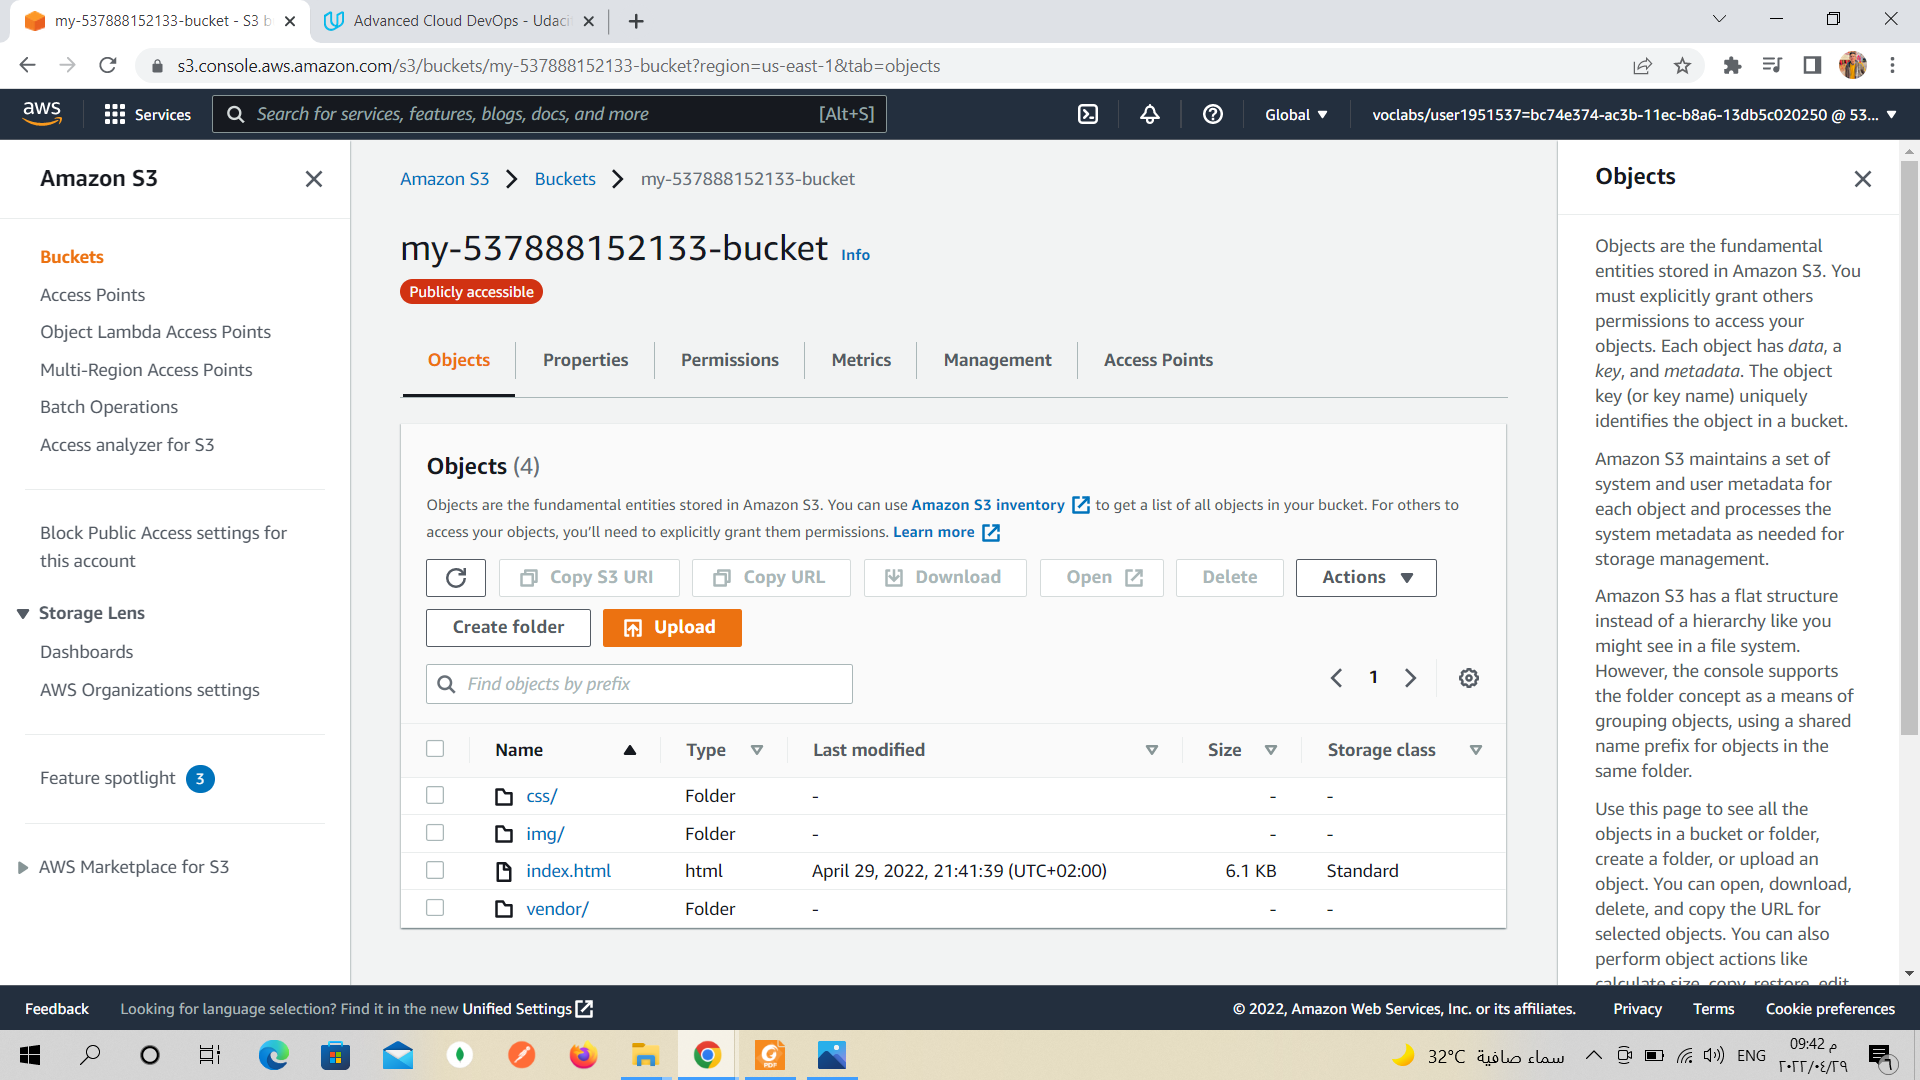 my-537888152133-bucket - S3 b
Advanced Cloud DevOps - Udaci
s3.console.aws.amazon.com/s3/buckets/my-537888152133-bucket?region=us-east-1&tab=objects
aws
Services
Search for services, features, blogs, docs, and more
[Alt+S]
Global
voclabs/user1951537=bc74e374-ac3b-11ec-b8a6-13db5c020250 @ 53...
Amazon S3
Buckets
Access Points
Object Lambda Access Points
Multi-Region Access Points
Batch Operations
Access analyzer for S3
Block Public Access settings for
this account
Storage Lens
Dashboards
AWS Organizations settings
Feature spotlight 3
AWS Marketplace for S3
Amazon S3 > Buckets > my-537888152133-bucket
my-537888152133-bucket Info
Publicly accessible
Objects
Properties
Permissions
Metrics
Management
Access Points
Objects (4)
Objects are the fundamental entities stored in Amazon S3. You can use Amazon S3 inventory to get a list of all objects in your bucket. For others to
access your objects, you'll need to explicitly grant them permissions. Learn more
Copy S3 URI
Copy URL
Download
Open
Delete
Actions
Create folder
Upload
Find objects by prefix
1
Name Type Last modified Size Storage class
css/ Folder - - -
img/ Folder - - -
index.html html April 29, 2022, 21:41:39 (UTC+02:00) 6.1 KB Standard
vendor/ Folder - - -
Objects
Objects are the fundamental
entities stored in Amazon S3. You
must explicitly grant others
permissions to access your
objects. Each object has data, a
key, and metadata. The object
key (or key name) uniquely
identifies the object in a bucket.
Amazon S3 maintains a set of
system and user metadata for
each object and processes the
system metadata as needed for
storage management.
Amazon S3 has a flat structure
instead of a hierarchy like you
might see in a file system.
However, the console supports
the folder concept as a means of
grouping objects, using a shared
name prefix for objects in the
same folder.
Use this page to see all the
objects in a bucket or folder,
create a folder, or upload an
object. You can open, download,
delete, and copy the URL for
selected objects. You can also
perform object actions like
calculate size, copy, restore, edit
Feedback
Looking for language selection? Find it in the new Unified Settings
© 2022, Amazon Web Services, Inc. or its affiliates.
Privacy
Terms
Cookie preferences
PDF
32°C سماء صافية
ENG
09:42 م
٢٠٢٢/٠٤/٢٩
٦